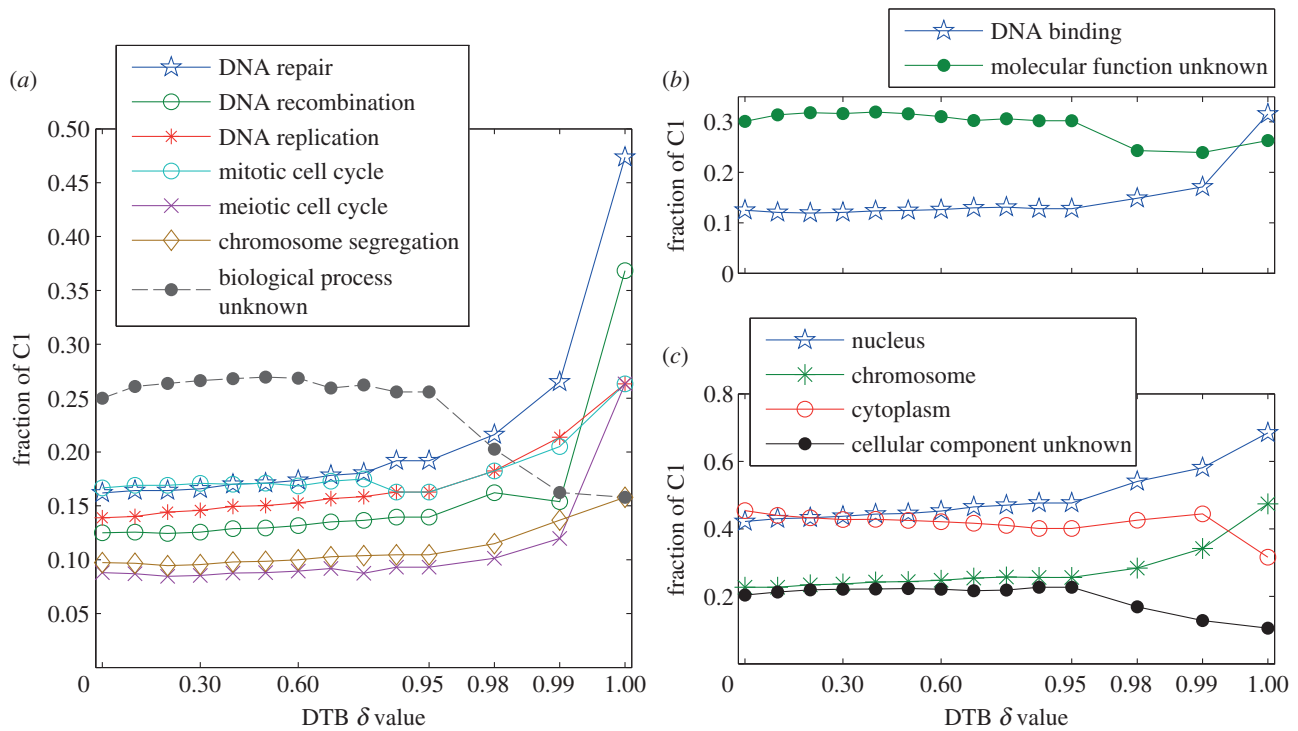 (a)
DNA repair
DNA recombination
DNA replication
mitotic cell cycle
meiotic cell cycle
chromosome segregation
biological process
unknown
0.50
0.45
0.40
0.35
0.30
0.25
0.20
0.15
0.10
0.05
fraction of C1
0 0.30 0.60 0.95 0.98 0.99 1.00
DTB δ value
(b)
DNA binding
molecular function unknown
0.3
0.2
0.1
0
fraction of C1
(c)
nucleus
chromosome
cytoplasm
cellular component unknown
0.8
0.6
0.4
0.2
fraction of C1
0 0.30 0.60 0.95 0.98 0.99 1.00
DTB δ value